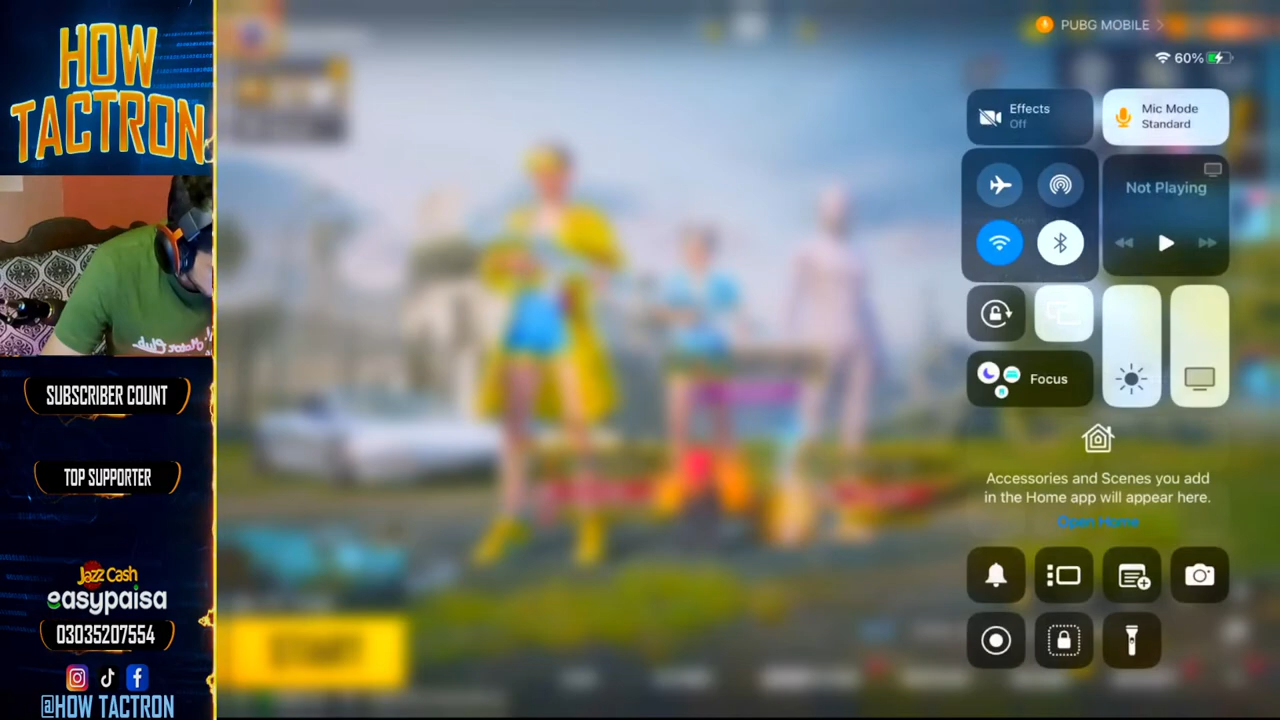 HOW
TACTRON
SUBSCRIBER COUNT
TOP SUPPORTER
JazzCash
easypaisa
03035207554
@HOW TACTRON
PUBG MOBILE
60%
Effects
Off
Mic Mode
Standard
Not Playing
Focus
Accessories and Scenes you add
in the Home app will appear here.
Open Home
START